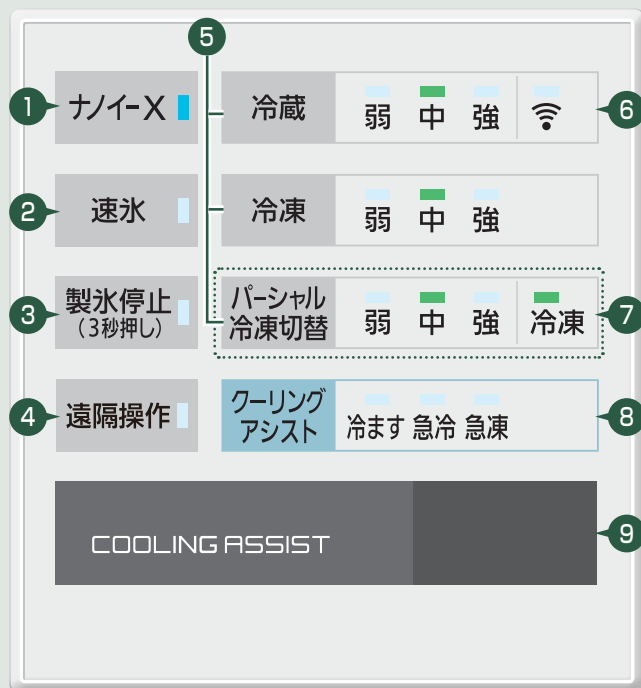 5
1
ナノイーX
冷蔵
弱 中 強
6
2
速氷
冷凍
弱 中 強
3
製氷停止
(3秒押し)
パーシャル
冷凍切替
弱 中 強 冷凍
7
4
遠隔操作
クーリング
アシスト
冷ます 急冷 急凍
8
COOLING ASSIST
9